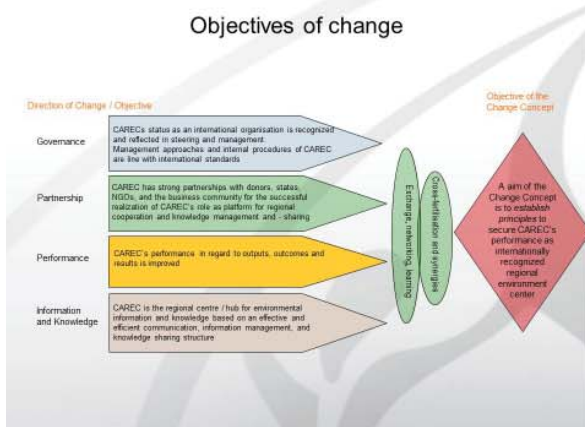 Objectives of change
Direction of Change / Objective
Objective of the
Change Concept
Governance
CARECs status as an international organisation is recognized
and reflected in steering and management.
Management approaches and internal procedures of CAREC
are line with international standards
Partnership
CAREC has strong partnerships with donors, states,
NGOs, and the business community for the successful
realization of CAREC's role as platform for regional
cooperation and knowledge management and - sharing
Performance
CAREC's performance in regard to outputs, outcomes and
results is improved
Information
and Knowledge
CAREC is the regional centre / hub for environmental
information and knowledge based on an effective and
efficient communication, information management, and
knowledge sharing structure
Exchange, networking, learning
Cross-fertilisation and synergies
A aim of the
Change Concept
is to establish
principles to
secure CAREC's
performance as
internationally
recognized
regional
environment
center